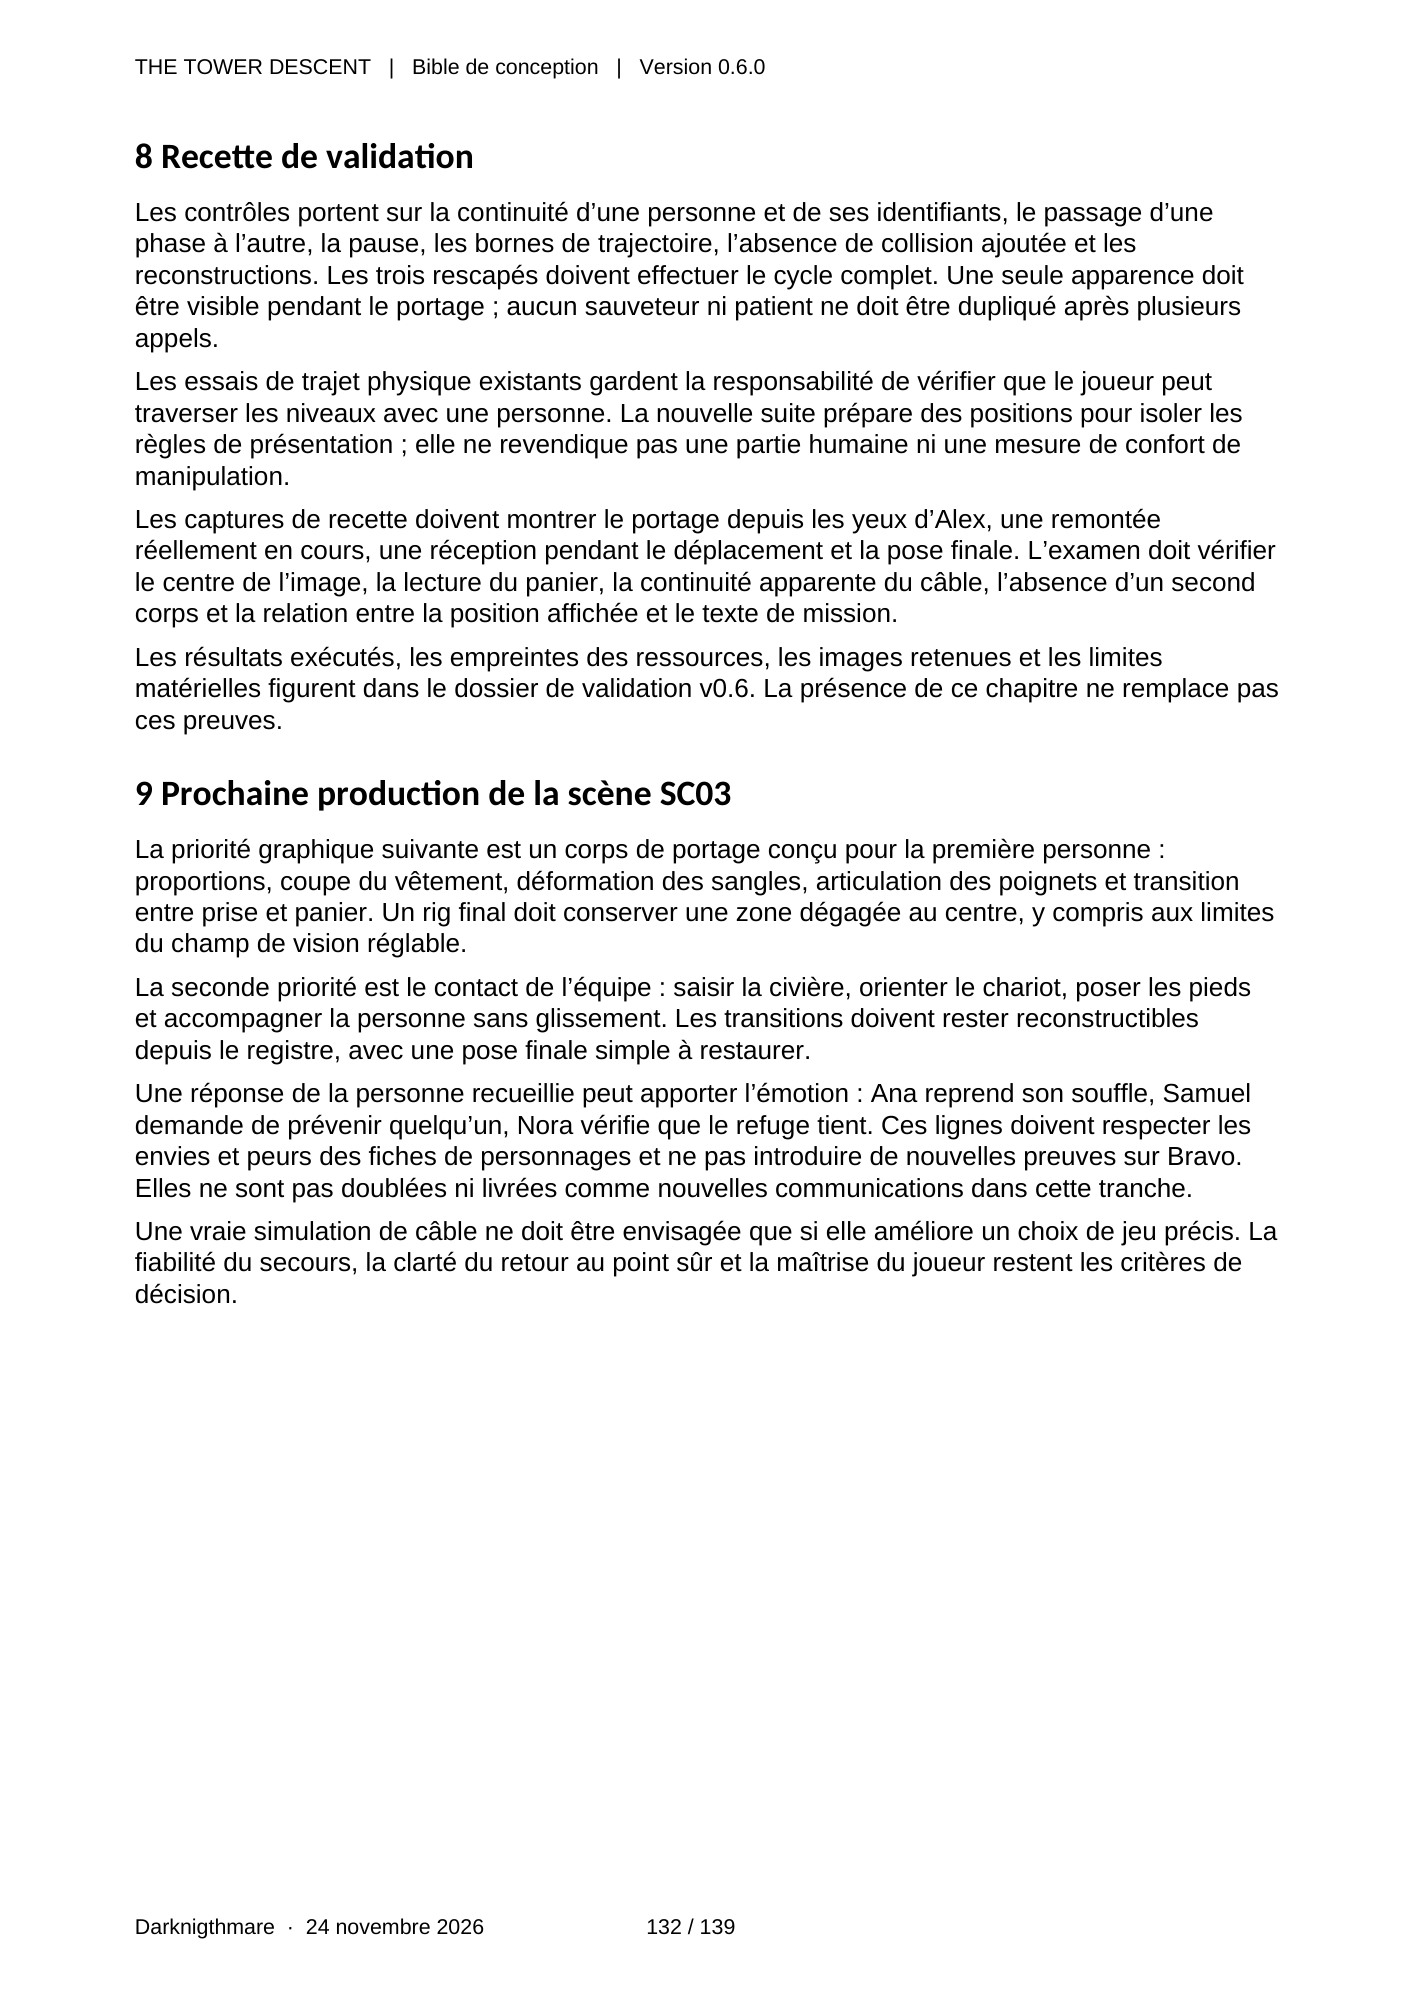 THE TOWER DESCENT | Bible de conception | Version 0.6.0
8 Recette de validation
Les contrôles portent sur la continuité d’une personne et de ses identifiants, le passage d’une
phase à l’autre, la pause, les bornes de trajectoire, l’absence de collision ajoutée et les
reconstructions. Les trois rescapés doivent effectuer le cycle complet. Une seule apparence doit
être visible pendant le portage ; aucun sauveteur ni patient ne doit être dupliqué après plusieurs
appels.
Les essais de trajet physique existants gardent la responsabilité de vérifier que le joueur peut
traverser les niveaux avec une personne. La nouvelle suite prépare des positions pour isoler les
règles de présentation ; elle ne revendique pas une partie humaine ni une mesure de confort de
manipulation.
Les captures de recette doivent montrer le portage depuis les yeux d’Alex, une remontée
réellement en cours, une réception pendant le déplacement et la pose finale. L’examen doit vérifier
le centre de l’image, la lecture du panier, la continuité apparente du câble, l’absence d’un second
corps et la relation entre la position affichée et le texte de mission.
Les résultats exécutés, les empreintes des ressources, les images retenues et les limites
matérielles figurent dans le dossier de validation v0.6. La présence de ce chapitre ne remplace pas
ces preuves.
9 Prochaine production de la scène SC03
La priorité graphique suivante est un corps de portage conçu pour la première personne :
proportions, coupe du vêtement, déformation des sangles, articulation des poignets et transition
entre prise et panier. Un rig final doit conserver une zone dégagée au centre, y compris aux limites
du champ de vision réglable.
La seconde priorité est le contact de l’équipe : saisir la civière, orienter le chariot, poser les pieds
et accompagner la personne sans glissement. Les transitions doivent rester reconstructibles
depuis le registre, avec une pose finale simple à restaurer.
Une réponse de la personne recueillie peut apporter l’émotion : Ana reprend son souffle, Samuel
demande de prévenir quelqu’un, Nora vérifie que le refuge tient. Ces lignes doivent respecter les
envies et peurs des fiches de personnages et ne pas introduire de nouvelles preuves sur Bravo.
Elles ne sont pas doublées ni livrées comme nouvelles communications dans cette tranche.
Une vraie simulation de câble ne doit être envisagée que si elle améliore un choix de jeu précis. La
fiabilité du secours, la clarté du retour au point sûr et la maîtrise du joueur restent les critères de
décision.
Darknigthmare · 24 novembre 2026 132 / 139